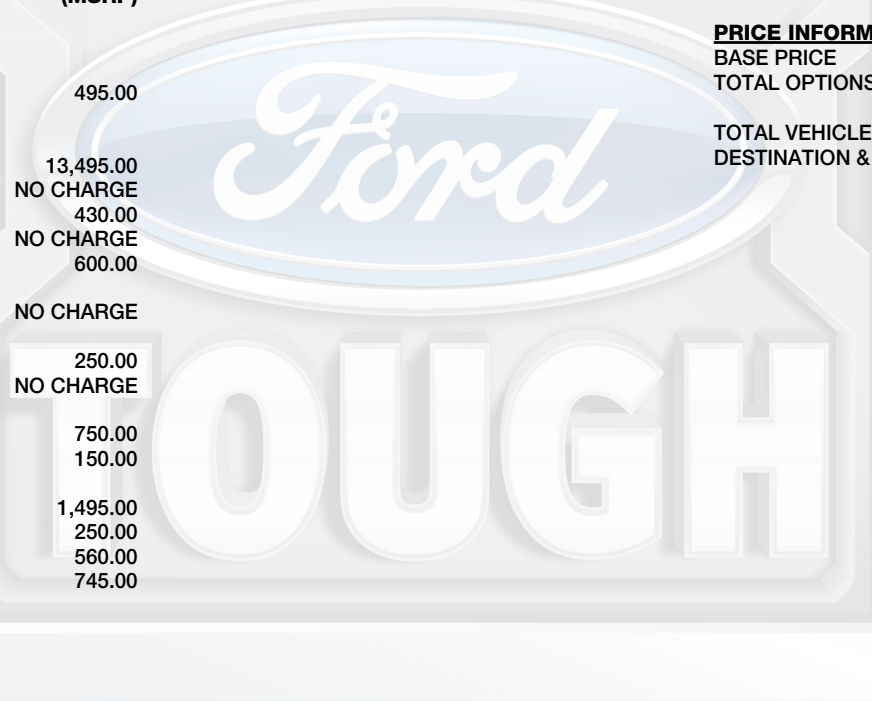 (MSRP)
495.00
13,495.00
NO CHARGE
430.00
NO CHARGE
600.00
NO CHARGE
250.00
NO CHARGE
750.00
150.00
1,495.00
250.00
560.00
745.00
PRICE INFORM
BASE PRICE
TOTAL OPTIONS
TOTAL VEHICLE
DESTINATION &
Ford
TOUGH